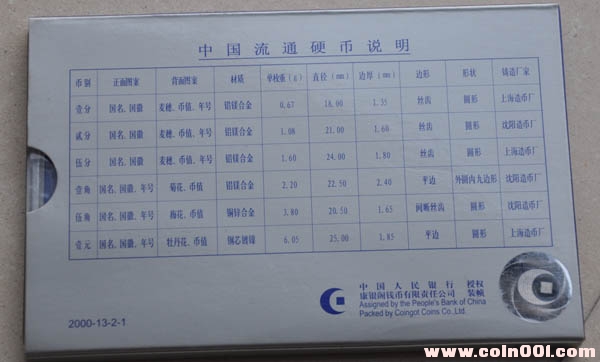 中国流通硬币说明
币别 正面图案 背面图案 材质 单枚重(g) 直径(mm) 边厚(mm) 边形 形状 铸造厂家
壹分 国名、国徽 麦穗、币值、年号 铝镁合金 0.67 18.00 1.35 丝齿 圆形 上海造币厂
贰分 国名、国徽 麦穗、币值、年号 铝镁合金 1.08 21.00 1.60 丝齿 圆形 沈阳造币厂
伍分 国名、国徽 麦穗、币值、年号 铝镁合金 1.60 24.00 1.80 丝齿 圆形 上海造币厂
壹角 国名、国徽、年号 菊花、币值 铝镁合金 2.20 22.50 2.40 平边 外圆内九边形 沈阳造币厂
伍角 国名、国徽、年号 梅花、币值 铜锌合金 3.80 20.50 1.65 间断丝齿 圆形 沈阳造币厂
壹元 国名、国徽、年号 牡丹花、币值 钢芯镀镍 6.05 25.00 1.85 平边 圆形 上海造币厂
中国人民银行 授权
康银阁钱币有限责任公司 装帧
Assigned by the People's Bank of China
Packed by Coingot Coins Co.,Ltd.
2000-13-2-1
www.coin001.com